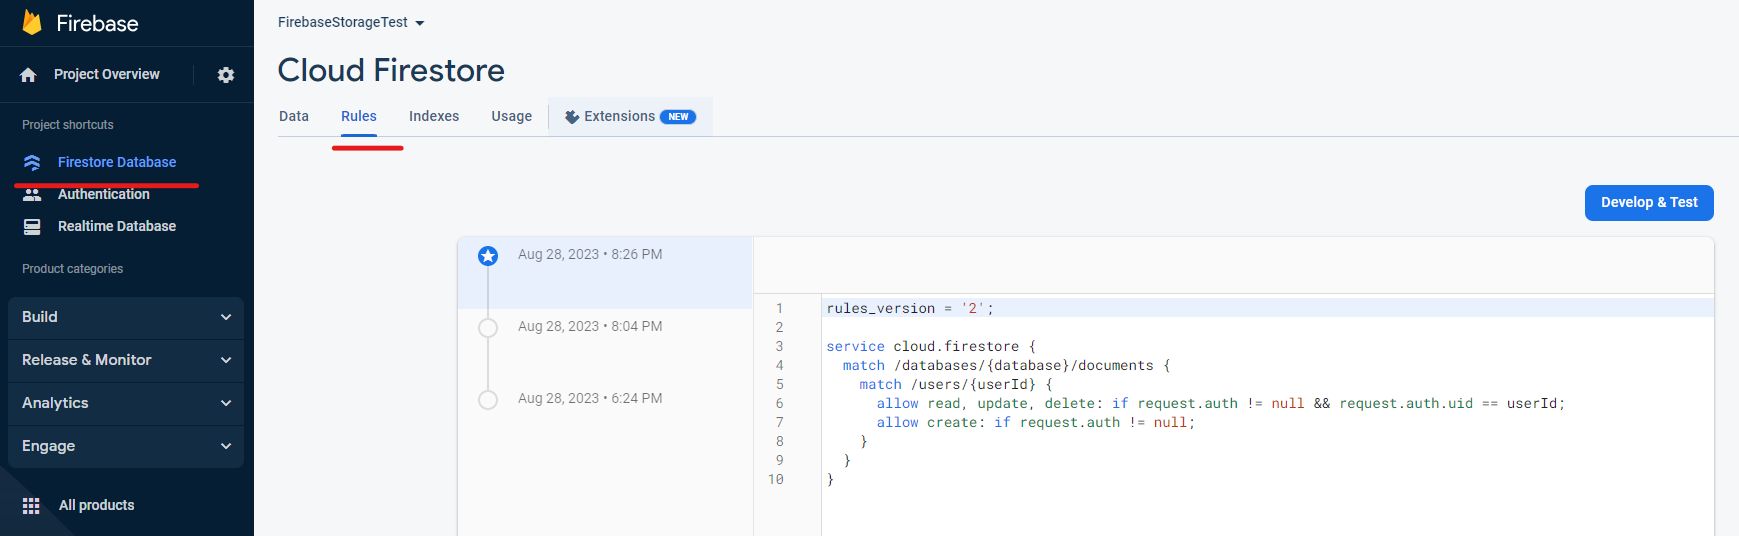 Firebase
Project Overview
Project shortcuts
Firestore Database
Authentication
Realtime Database
Product categories
Build
Release & Monitor
Analytics
Engage
All products
FirebaseStorageTest
Cloud Firestore
Data Rules Indexes Usage Extensions NEW
Develop & Test
Aug 28, 2023 • 8:26 PM
Aug 28, 2023 • 8:04 PM
Aug 28, 2023 • 6:24 PM
1 rules_version = '2';
2
3 service cloud.firestore {
4   match /databases/{database}/documents {
5     match /users/{userId} {
6       allow read, update, delete: if request.auth != null && request.auth.uid == userId;
7       allow create: if request.auth != null;
8     }
9   }
10 }